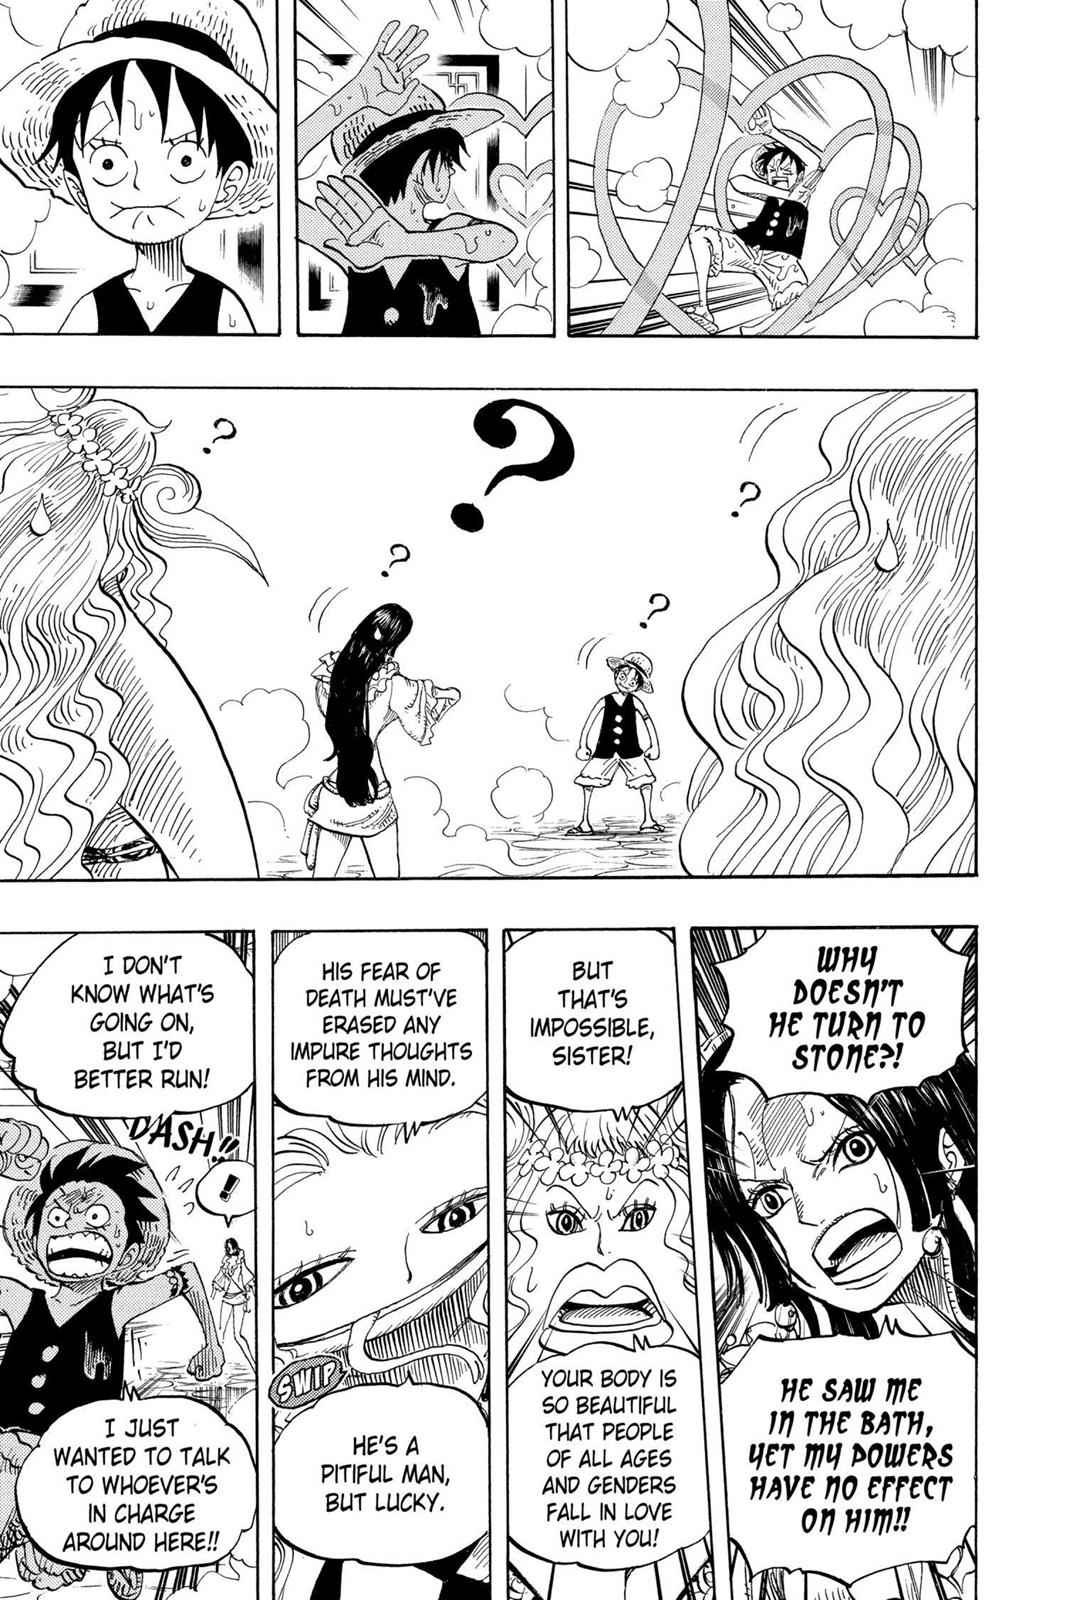 ?
?
?
?
?
WHY
DOESN'T
HE TURN TO
STONE?!
HE SAW ME
IN THE BATH,
YET MY POWERS
HAVE NO EFFECT
ON HIM!!
BUT
THAT'S
IMPOSSIBLE,
SISTER!
YOUR BODY IS
SO BEAUTIFUL
THAT PEOPLE
OF ALL AGES
AND GENDERS
FALL IN LOVE
WITH YOU!
HIS FEAR OF
DEATH MUST'VE
ERASED ANY
IMPURE THOUGHTS
FROM HIS MIND.
SWIP
HE'S A
PITIFUL MAN,
BUT LUCKY.
I DON'T
KNOW WHAT'S
GOING ON,
BUT I'D
BETTER RUN!
DASH!!
!
I JUST
WANTED TO TALK
TO WHOEVER'S
IN CHARGE
AROUND HERE!!